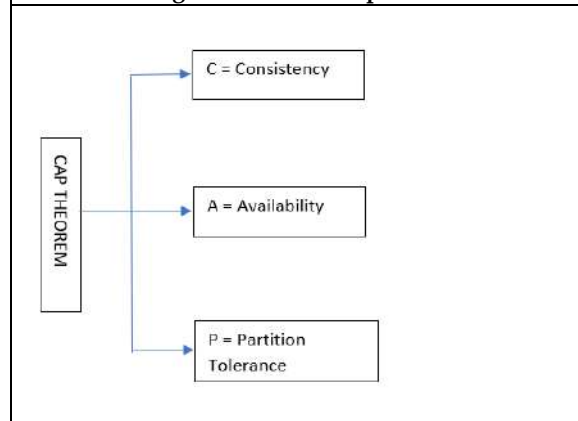 C = Consistency
CAP THEOREM
A = Availability
P = Partition
Tolerance